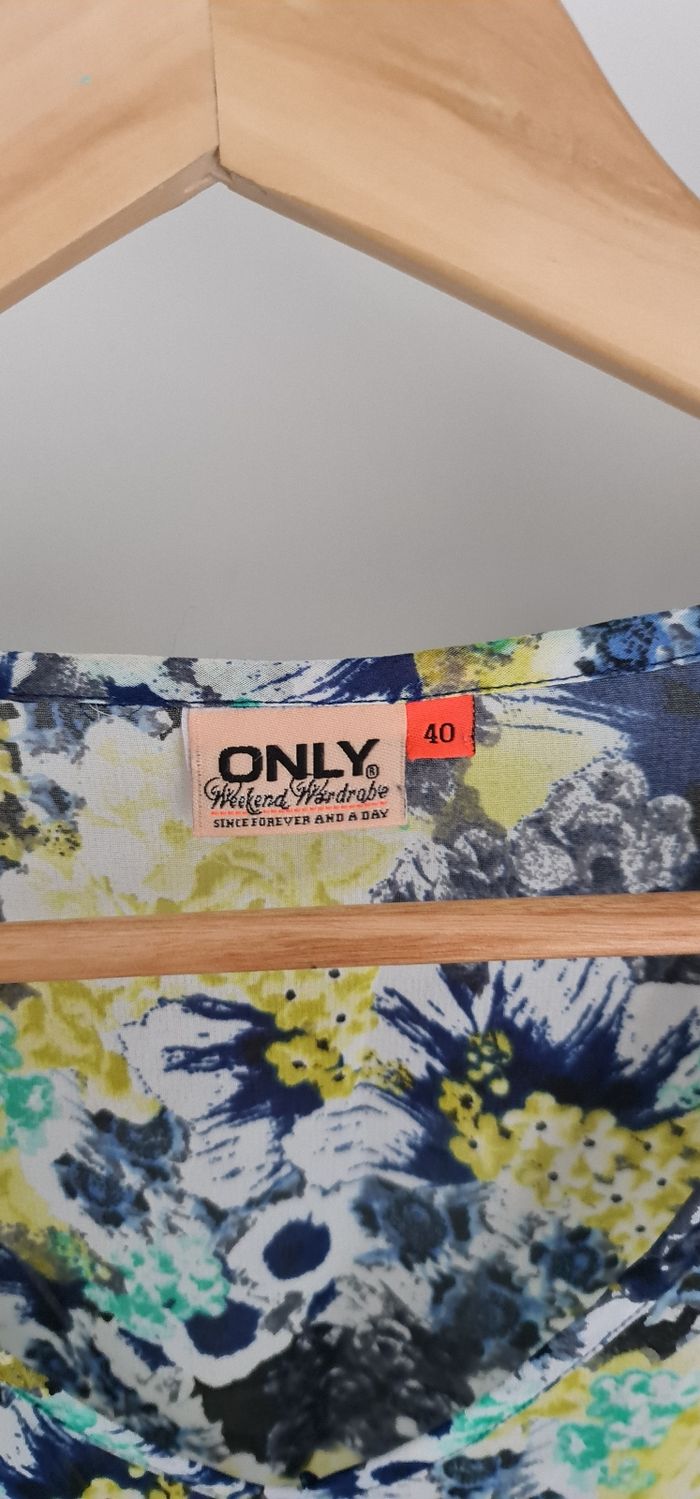 ONLY®
Weekend Wardrobe
SINCE FOREVER AND A DAY
40